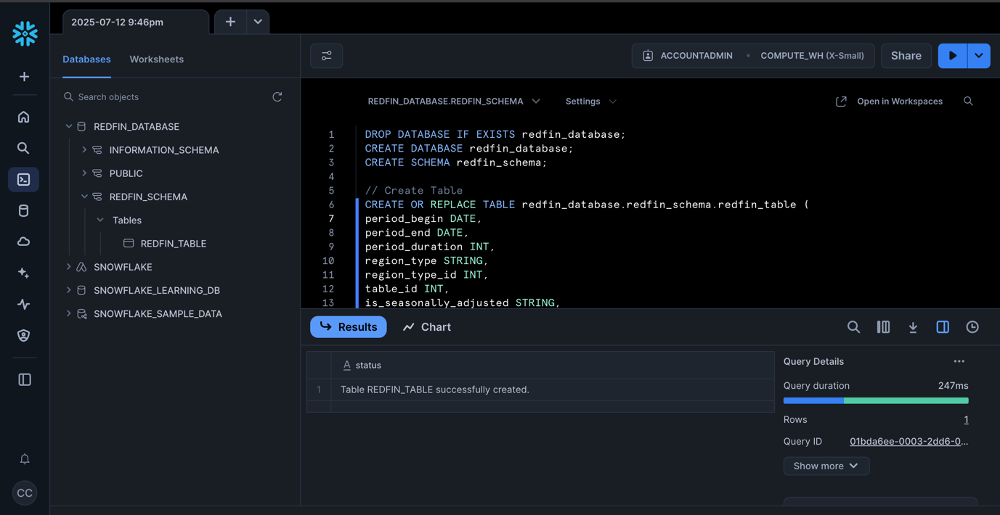 2025-07-12 9:46pm
Databases
Worksheets
Search objects
REDFIN_DATABASE
INFORMATION_SCHEMA
PUBLIC
REDFIN_SCHEMA
Tables
REDFIN_TABLE
SNOWFLAKE
SNOWFLAKE_LEARNING_DB
SNOWFLAKE_SAMPLE_DATA
CC
ACCOUNTADMIN
COMPUTE_WH (X-Small)
Share
REDFIN_DATABASE.REDFIN_SCHEMA
Settings
Open in Workspaces
1 DROP DATABASE IF EXISTS redfin_database;
2 CREATE DATABASE redfin_database;
3 CREATE SCHEMA redfin_schema;
4
5 // Create Table
6 CREATE OR REPLACE TABLE redfin_database.redfin_schema.redfin_table (
7 period_begin DATE,
8 period_end DATE,
9 period_duration INT,
10 region_type STRING,
11 region_type_id INT,
12 table_id INT,
13 is_seasonally_adjusted STRING,
Results
Chart
A status
1 Table REDFIN_TABLE successfully created.
Query Details
...
Query duration 247ms
Rows 1
Query ID 01bda6ee-0003-2dd6-0...
Show more